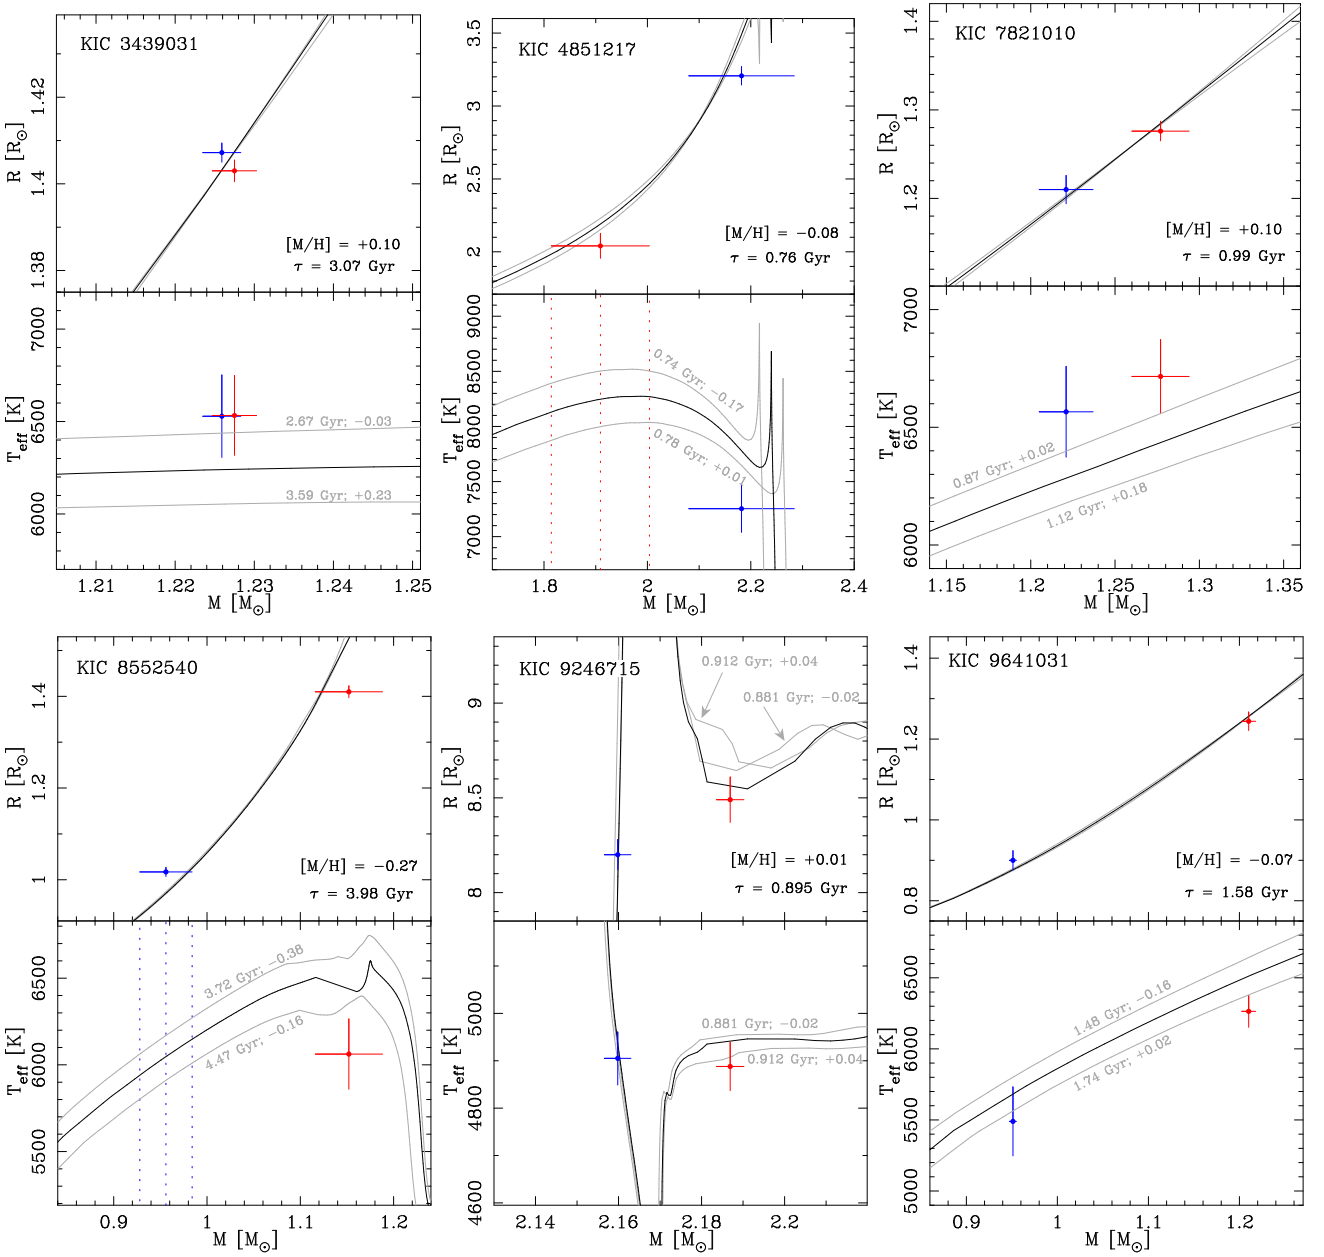 KIC 3439031
R [R⊙]
1.42
1.4
1.38
[M/H] = +0.10
τ = 3.07 Gyr
Teff [K]
7000
6500
6000
2.67 Gyr; −0.03
3.59 Gyr; +0.23
1.21 1.22 1.23 1.24 1.25
M [M⊙]
KIC 4851217
R [R⊙]
3.5
3
2.5
2
[M/H] = −0.08
τ = 0.76 Gyr
Teff [K]
9000
8500
8000
7500
7000
0.74 Gyr; −0.17
0.78 Gyr; +0.01
1.8 2 2.2 2.4
M [M⊙]
KIC 7821010
R [R⊙]
1.4
1.3
1.2
[M/H] = +0.10
τ = 0.99 Gyr
Teff [K]
7000
6500
6000
0.87 Gyr; +0.02
1.12 Gyr; +0.18
1.15 1.2 1.25 1.3 1.35
M [M⊙]
KIC 8552540
R [R⊙]
1.4
1.2
1
[M/H] = −0.27
τ = 3.98 Gyr
Teff [K]
6500
6000
5500
3.72 Gyr; −0.38
4.47 Gyr; −0.16
0.9 1 1.1 1.2
M [M⊙]
KIC 9246715
R [R⊙]
9
8.5
8
0.912 Gyr; +0.04
0.881 Gyr; −0.02
[M/H] = +0.01
τ = 0.895 Gyr
Teff [K]
5000
4800
4600
0.881 Gyr; −0.02
0.912 Gyr; +0.04
2.14 2.16 2.18 2.2
M [M⊙]
KIC 9641031
R [R⊙]
1.4
1.2
1
0.8
[M/H] = −0.07
τ = 1.58 Gyr
Teff [K]
6500
6000
5500
5000
1.48 Gyr; −0.16
1.74 Gyr; +0.02
0.9 1 1.1 1.2
M [M⊙]